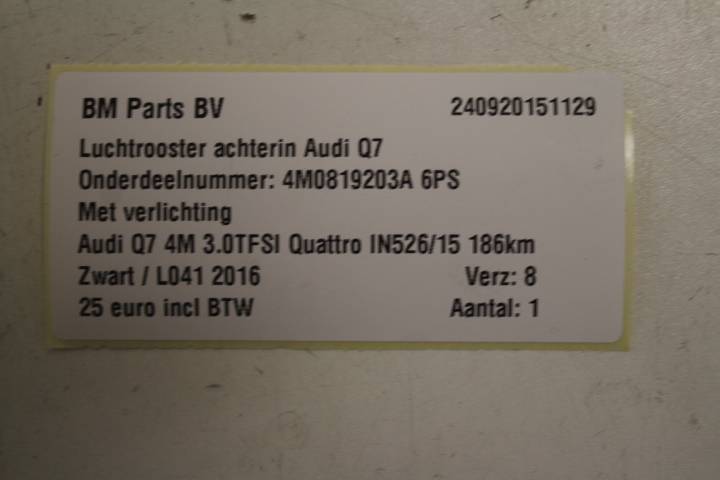 BM Parts BV 240920151129
Luchtrooster achterin Audi Q7
Onderdeelnummer: 4M0819203A 6PS
Met verlichting
Audi Q7 4M 3.0TFSI Quattro IN526/15 186km
Zwart / L041 2016 Verz: 8
25 euro incl BTW Aantal: 1